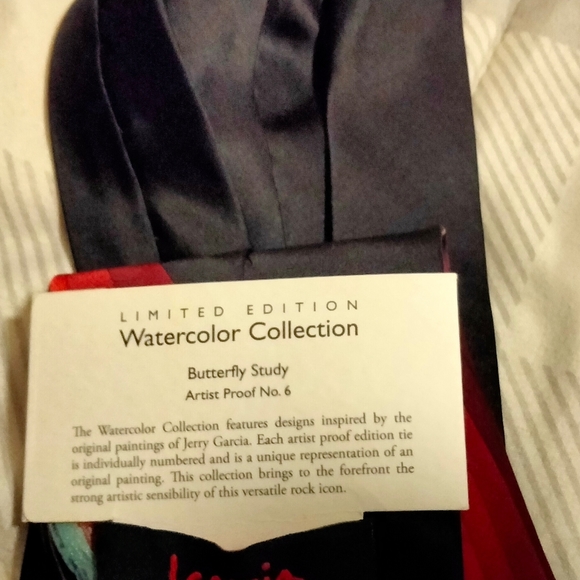 LIMITED EDITION
Watercolor Collection
Butterfly Study
Artist Proof No. 6
The Watercolor Collection features designs inspired by the
original paintings of Jerry Garcia. Each artist proof edition tie
is individually numbered and is a unique representation of an
original painting. This collection brings to the forefront the
strong artistic sensibility of this versatile rock icon.